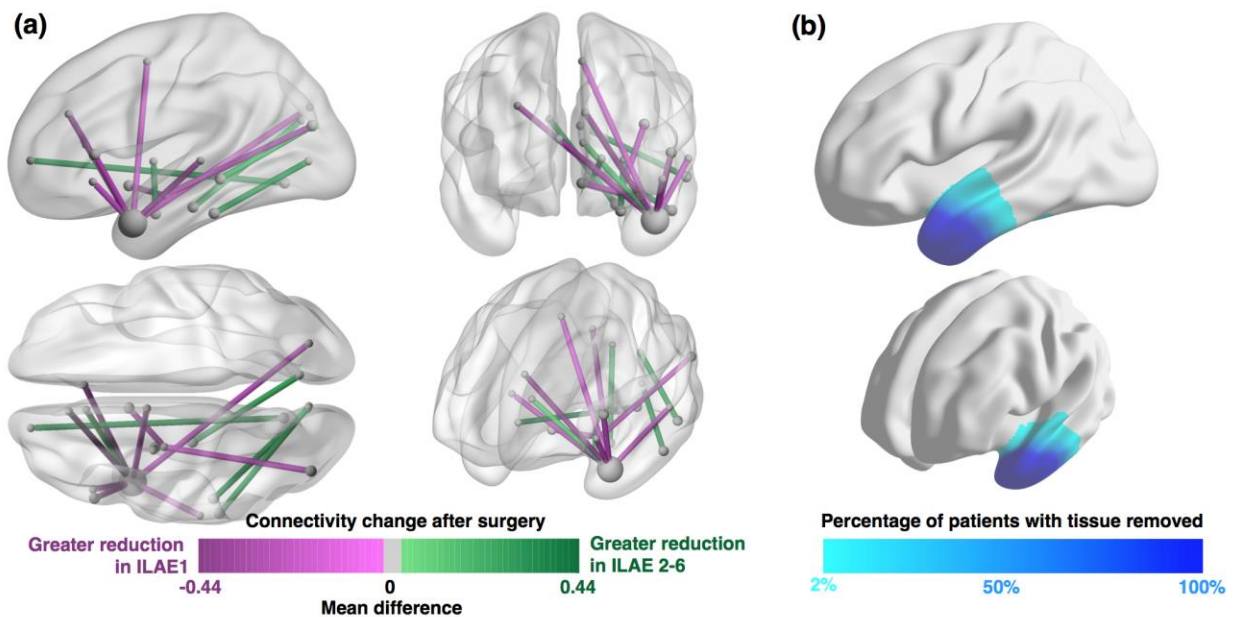 (a)
(b)
Connectivity change after surgery
Greater reduction
in ILAE1
Greater reduction
in ILAE 2-6
-0.44
0
0.44
Mean difference
Percentage of patients with tissue removed
2%
50%
100%